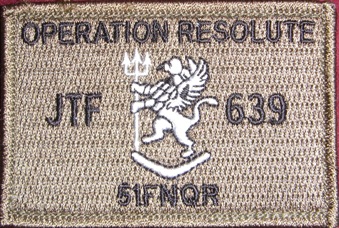 OPERATION RESOLUTE
JTF 639
51FNQR